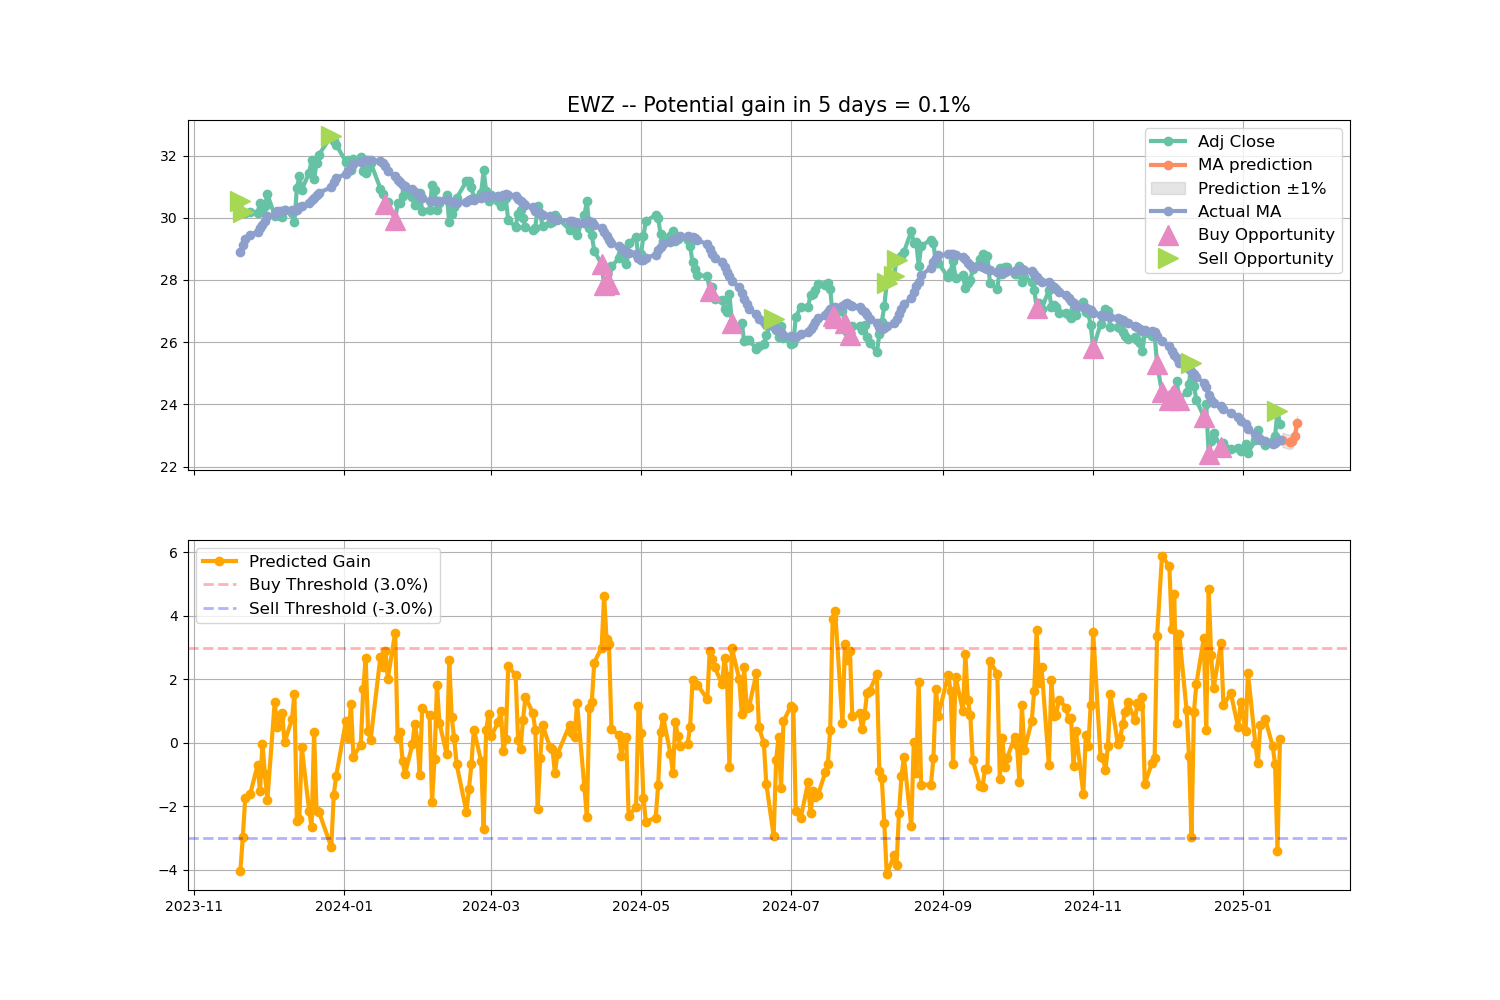 EWZ -- Potential gain in 5 days = 0.1%
32
30
28
26
24
22
Adj Close
MA prediction
Prediction ±1%
Actual MA
Buy Opportunity
Sell Opportunity
6
4
2
0
−2
−4
Predicted Gain
Buy Threshold (3.0%)
Sell Threshold (-3.0%)
2023-11 2024-01 2024-03 2024-05 2024-07 2024-09 2024-11 2025-01